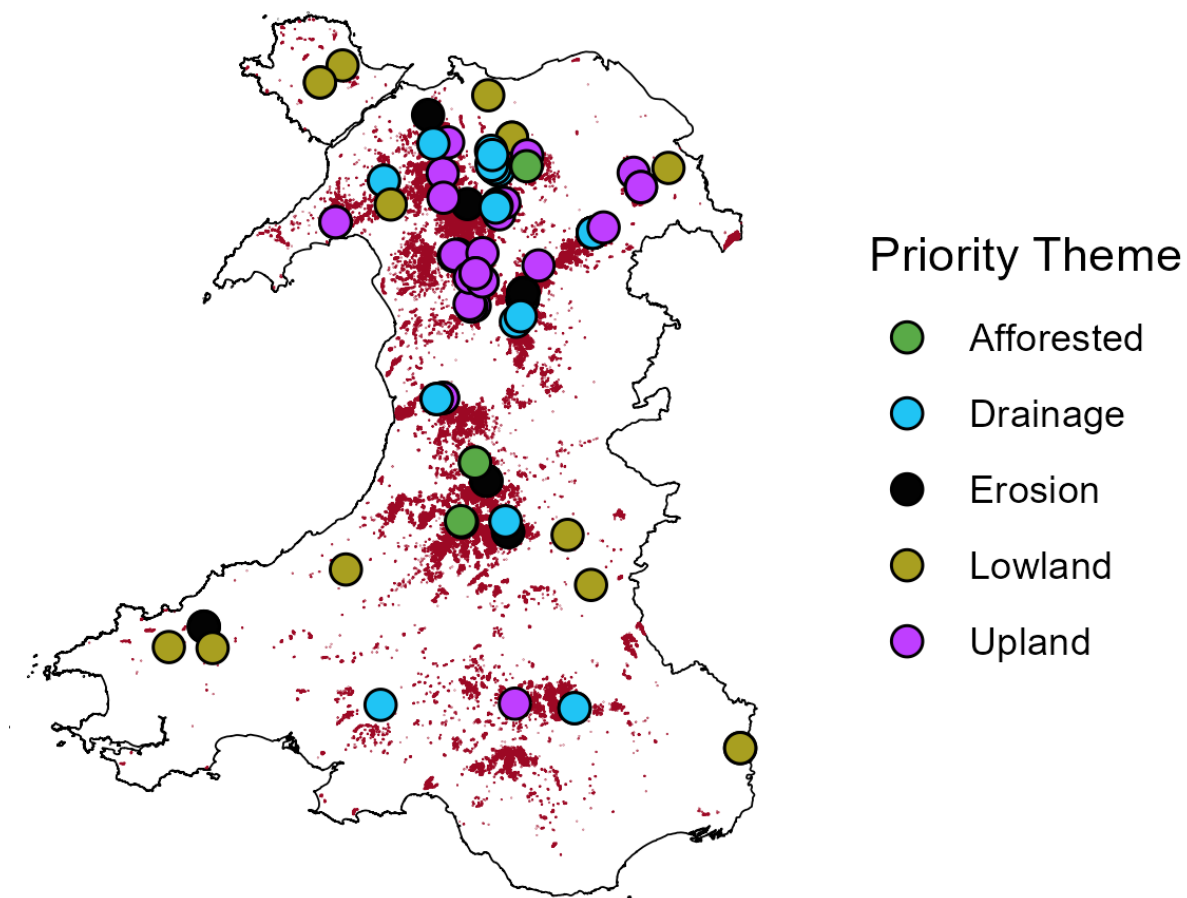 Priority Theme
Afforested
Drainage
Erosion
Lowland
Upland